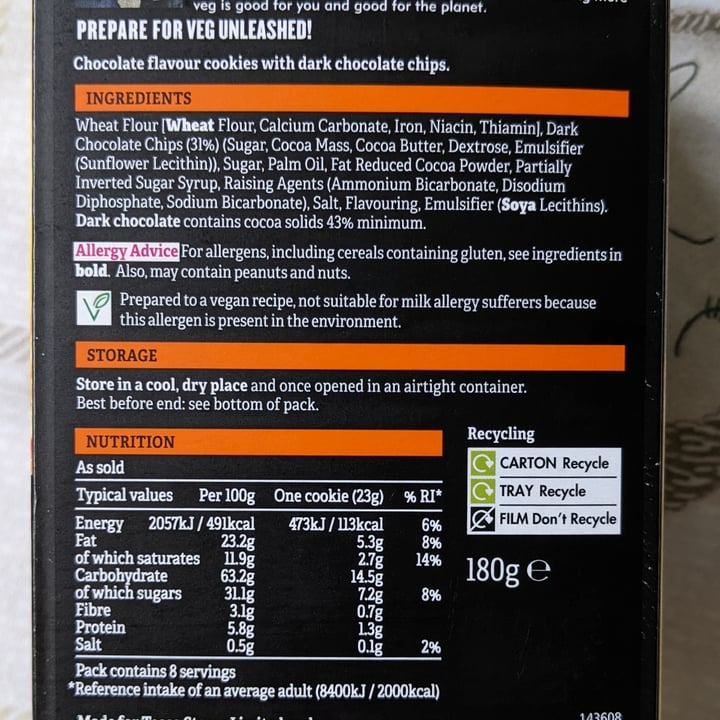 veg is good for you and good for the planet.
PREPARE FOR VEG UNLEASHED!
Chocolate flavour cookies with dark chocolate chips.
INGREDIENTS
Wheat Flour [Wheat Flour, Calcium Carbonate, Iron, Niacin, Thiamin], Dark
Chocolate Chips (31%) (Sugar, Cocoa Mass, Cocoa Butter, Dextrose, Emulsifier
(Sunflower Lecithin)), Sugar, Palm Oil, Fat Reduced Cocoa Powder, Partially
Inverted Sugar Syrup, Raising Agents (Ammonium Bicarbonate, Disodium
Diphosphate, Sodium Bicarbonate), Salt, Flavouring, Emulsifier (Soya Lecithins).
Dark chocolate contains cocoa solids 43% minimum.
Allergy Advice For allergens, including cereals containing gluten, see ingredients in
bold. Also, may contain peanuts and nuts.
Prepared to a vegan recipe, not suitable for milk allergy sufferers because
this allergen is present in the environment.
STORAGE
Store in a cool, dry place and once opened in an airtight container.
Best before end: see bottom of pack.
NUTRITION
As sold
Typical values Per 100g One cookie (23g) % RI*
Energy 2057kJ / 491kcal 473kJ / 113kcal 6%
Fat 23.2g 5.3g 8%
of which saturates 11.9g 2.7g 14%
Carbohydrate 63.2g 14.5g
of which sugars 31.1g 7.2g 8%
Fibre 3.1g 0.7g
Protein 5.8g 1.3g
Salt 0.5g 0.1g 2%
Pack contains 8 servings
*Reference intake of an average adult (8400kJ / 2000kcal)
Recycling
CARTON Recycle
TRAY Recycle
FILM Don't Recycle
180g e
143608